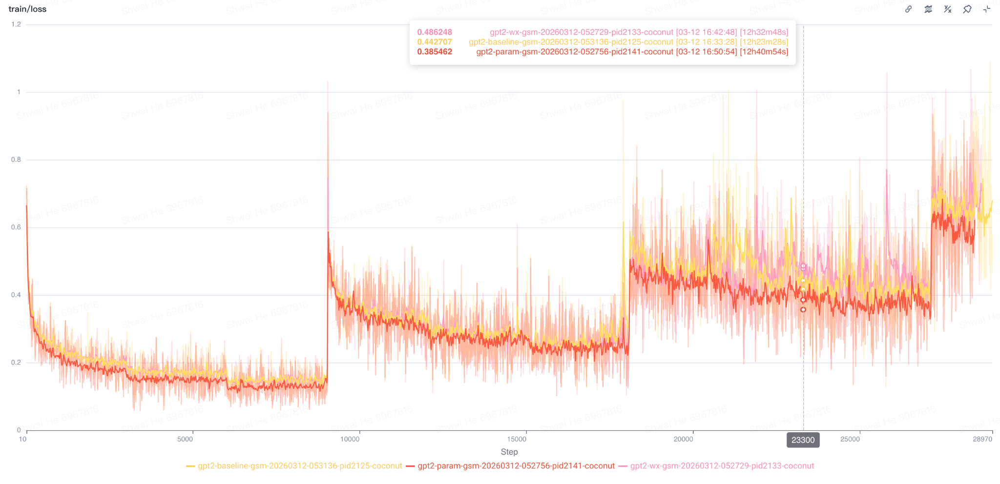 train/loss
0.486248 gpt2-wx-gsm-20260312-052729-pid2133-coconut [03-12 16:42:48] [12h32m48s]
0.442707 gpt2-baseline-gsm-20260312-053136-pid2125-coconut [03-12 16:33:28] [12h23m28s]
0.385462 gpt2-param-gsm-20260312-052756-pid2141-coconut [03-12 16:50:54] [12h40m54s]
1.2
1
0.8
0.6
0.4
0.2
0
10 5000 10000 15000 20000 23300 25000 28970
Step
gpt2-baseline-gsm-20260312-053136-pid2125-coconut gpt2-param-gsm-20260312-052756-pid2141-coconut gpt2-wx-gsm-20260312-052729-pid2133-coconut
Shwai He 6967816